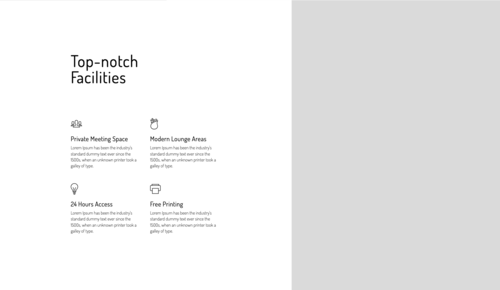 Top-notch
Facilities
Private Meeting Space
Lorem Ipsum has been the industry's
standard dummy text ever since the
1500s, when an unknown printer took a
galley of type.
Modern Lounge Areas
Lorem Ipsum has been the industry's
standard dummy text ever since the
1500s, when an unknown printer took a
galley of type.
24 Hours Access
Lorem Ipsum has been the industry's
standard dummy text ever since the
1500s, when an unknown printer took a
galley of type.
Free Printing
Lorem Ipsum has been the industry's
standard dummy text ever since the
1500s, when an unknown printer took a
galley of type.